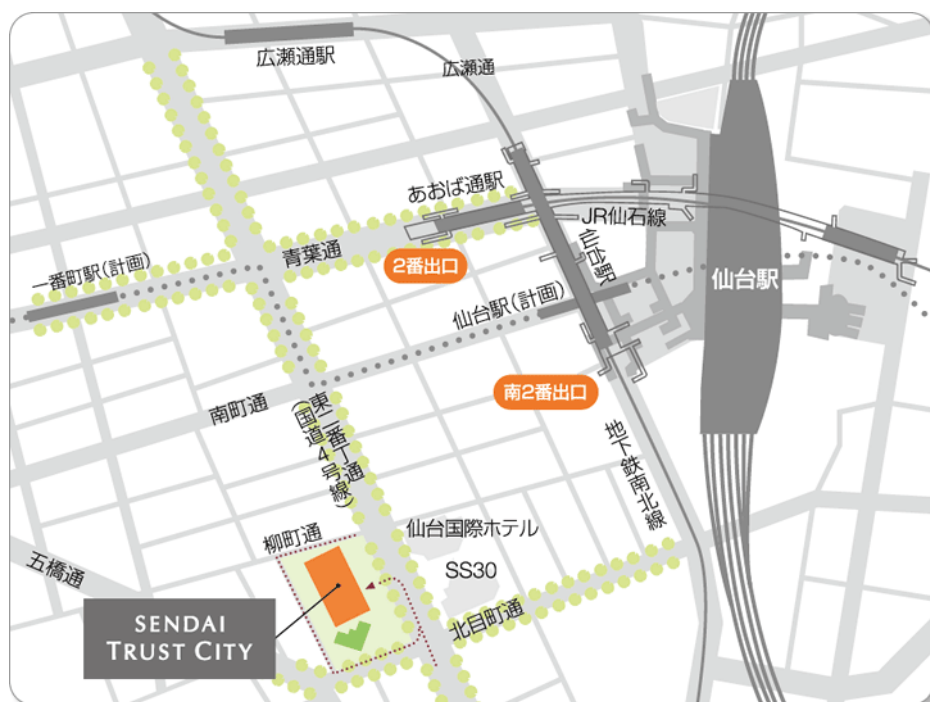 広瀬通駅
広瀬通
あおば通駅
JR仙石線
青葉通
2番出口
仙台駅
仙台駅
一番町駅(計画)
仙台駅(計画)
南2番出口
南町通
東二番丁通
(国道4号線)
地下鉄南北線
柳町通
仙台国際ホテル
五橋通
SS30
北目町通
SENDAI
TRUST CITY